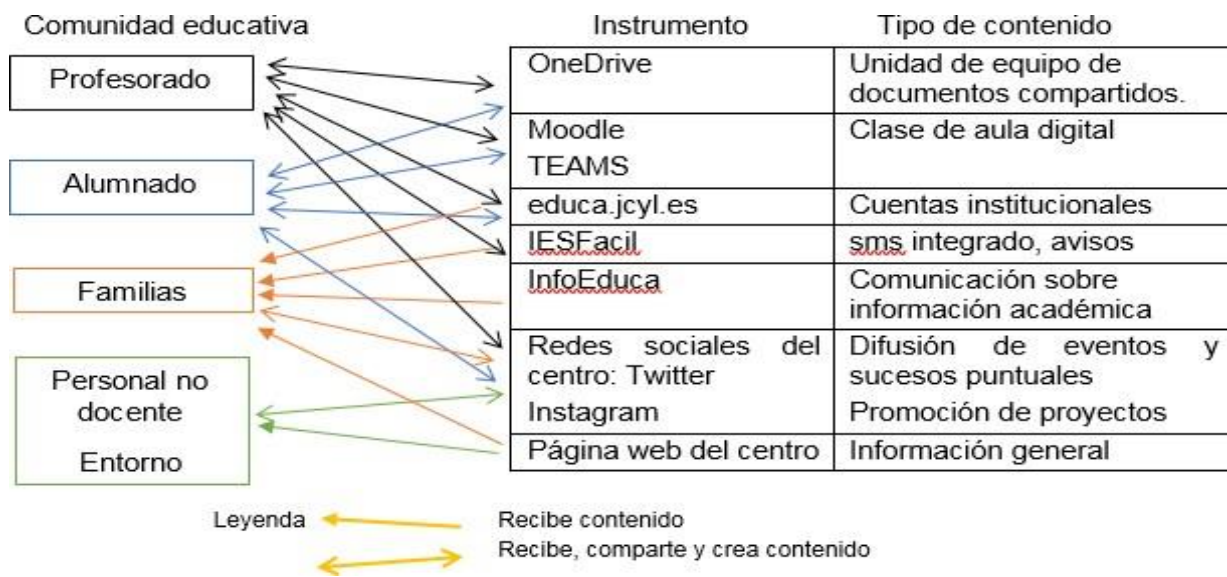 Comunidad educativa
Instrumento
Tipo de contenido
Profesorado
Alumnado
Familias
Personal no
docente
Entorno
OneDrive
Unidad de equipo de
documentos compartidos.
Moodle
Clase de aula digital
TEAMS
educa.jcyl.es
Cuentas institucionales
IESFacil
sms integrado, avisos
InfoEduca
Comunicación sobre
información académica
Redes sociales del
centro: Twitter
Difusión de eventos y
sucesos puntuales
Instagram
Promoción de proyectos
Página web del centro
Información general
Leyenda
Recibe contenido
Recibe, comparte y crea contenido